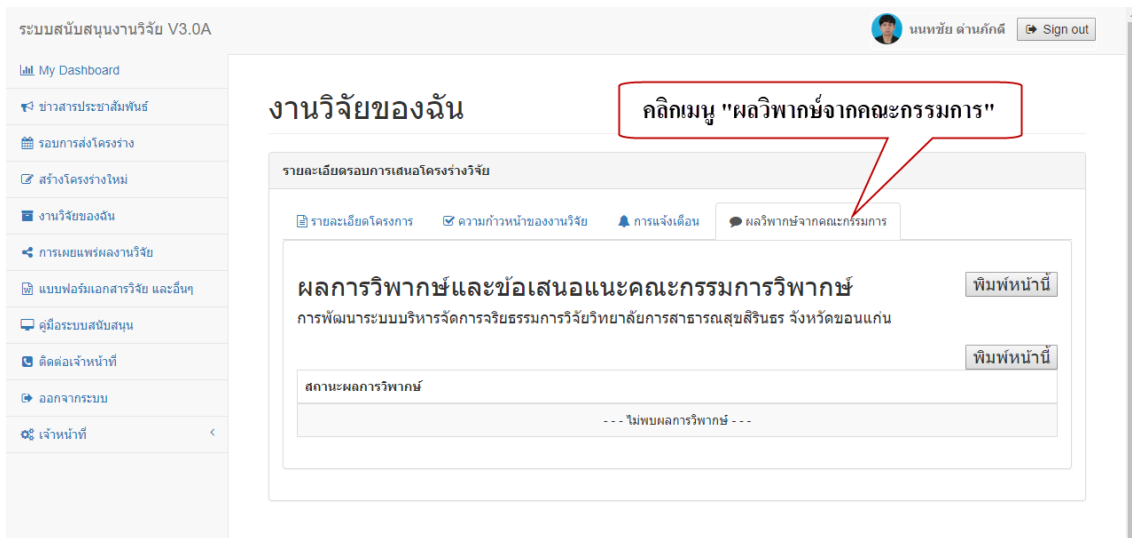 ระบบสนับสนุนงานวิจัย V3.0A
นนทชัย ด่านภักดี
Sign out
My Dashboard
ข่าวสารประชาสัมพันธ์
รอบการส่งโครงร่าง
สร้างโครงร่างใหม่
งานวิจัยของฉัน
การเผยแพร่ผลงานวิจัย
แบบฟอร์มเอกสารวิจัย และอื่นๆ
คู่มือระบบสนับสนุน
ติดต่อเจ้าหน้าที่
ออกจากระบบ
เจ้าหน้าที่
งานวิจัยของฉัน
คลิกเมนู "ผลวิพากษ์จากคณะกรรมการ"
รายละเอียดรอบการเสนอโครงร่างวิจัย
รายละเอียดโครงการ
ความก้าวหน้าของงานวิจัย
การแจ้งเตือน
ผลวิพากษ์จากคณะกรรมการ
ผลการวิพากษ์และข้อเสนอแนะคณะกรรมการวิพากษ์
พิมพ์หน้านี้
การพัฒนาระบบบริหารจัดการจริยธรรมการวิจัยวิทยาลัยการสาธารณสุขสิรินธร จังหวัดขอนแก่น
พิมพ์หน้านี้
สถานะผลการวิพากษ์
- - - ไม่พบผลการวิพากษ์ - - -